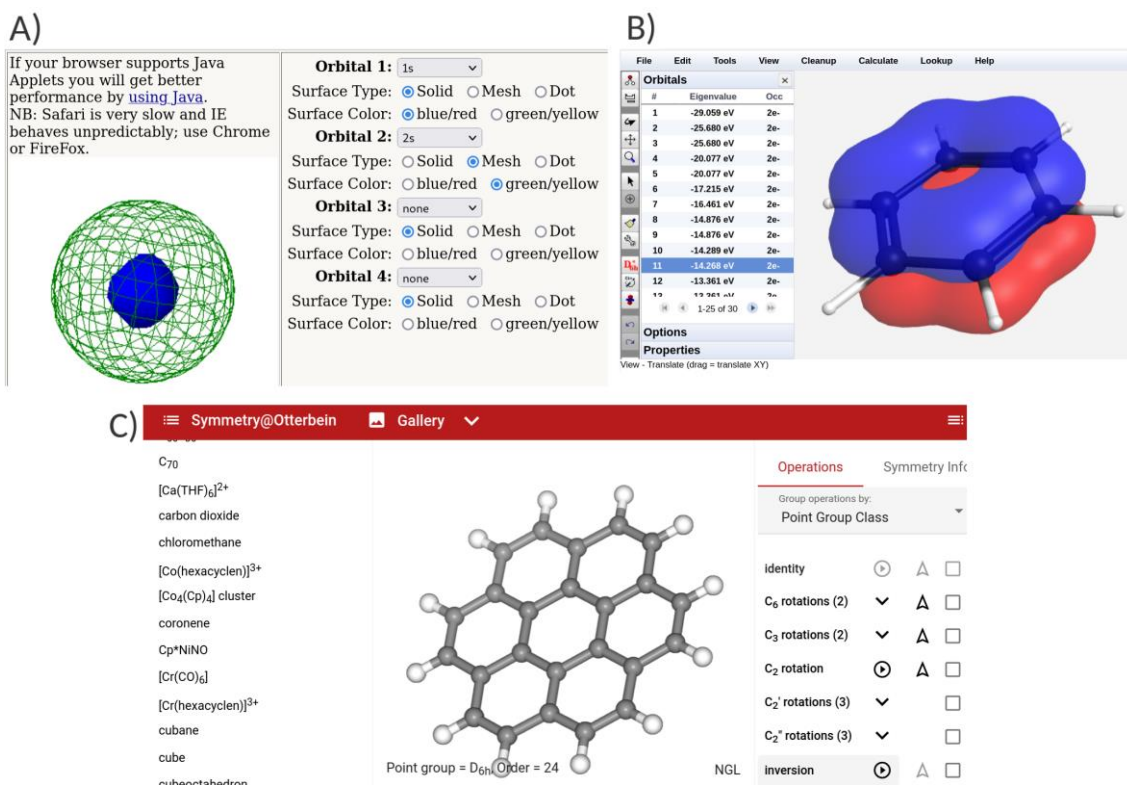 A)
If your browser supports Java
Applets you will get better
performance by using Java.
NB: Safari is very slow and IE
behaves unpredictably; use Chrome
or FireFox.
Orbital 1: 1s
Surface Type: Solid Mesh Dot
Surface Color: blue/red green/yellow
Orbital 2: 2s
Surface Type: Solid Mesh Dot
Surface Color: blue/red green/yellow
Orbital 3: none
Surface Type: Solid Mesh Dot
Surface Color: blue/red green/yellow
Orbital 4: none
Surface Type: Solid Mesh Dot
Surface Color: blue/red green/yellow
B)
File Edit Tools View Cleanup Calculate Lookup Help
Orbitals ×
# Eigenvalue Occ
1 -29.059 eV 2e-
2 -25.680 eV 2e-
3 -25.680 eV 2e-
4 -20.077 eV 2e-
5 -20.077 eV 2e-
6 -17.215 eV 2e-
7 -16.461 eV 2e-
8 -14.876 eV 2e-
9 -14.876 eV 2e-
10 -14.289 eV 2e-
11 -14.268 eV 2e-
12 -13.361 eV 2e-
1-25 of 30
Options
Properties
View - Translate (drag = translate XY)
C)
Symmetry@Otterbein Gallery
C70
[Ca(THF)6]2+
carbon dioxide
chloromethane
[Co(hexacyclen)]3+
[Co4(Cp)4] cluster
coronene
Cp*NiNO
[Cr(CO)6]
[Cr(hexacyclen)]3+
cubane
cube
cuboctahedron
Point group = D6h, Order = 24
NGL
Operations Symmetry Info
Group operations by:
Point Group Class
identity
C6 rotations (2)
C3 rotations (2)
C2 rotation
C2' rotations (3)
C2" rotations (3)
inversion